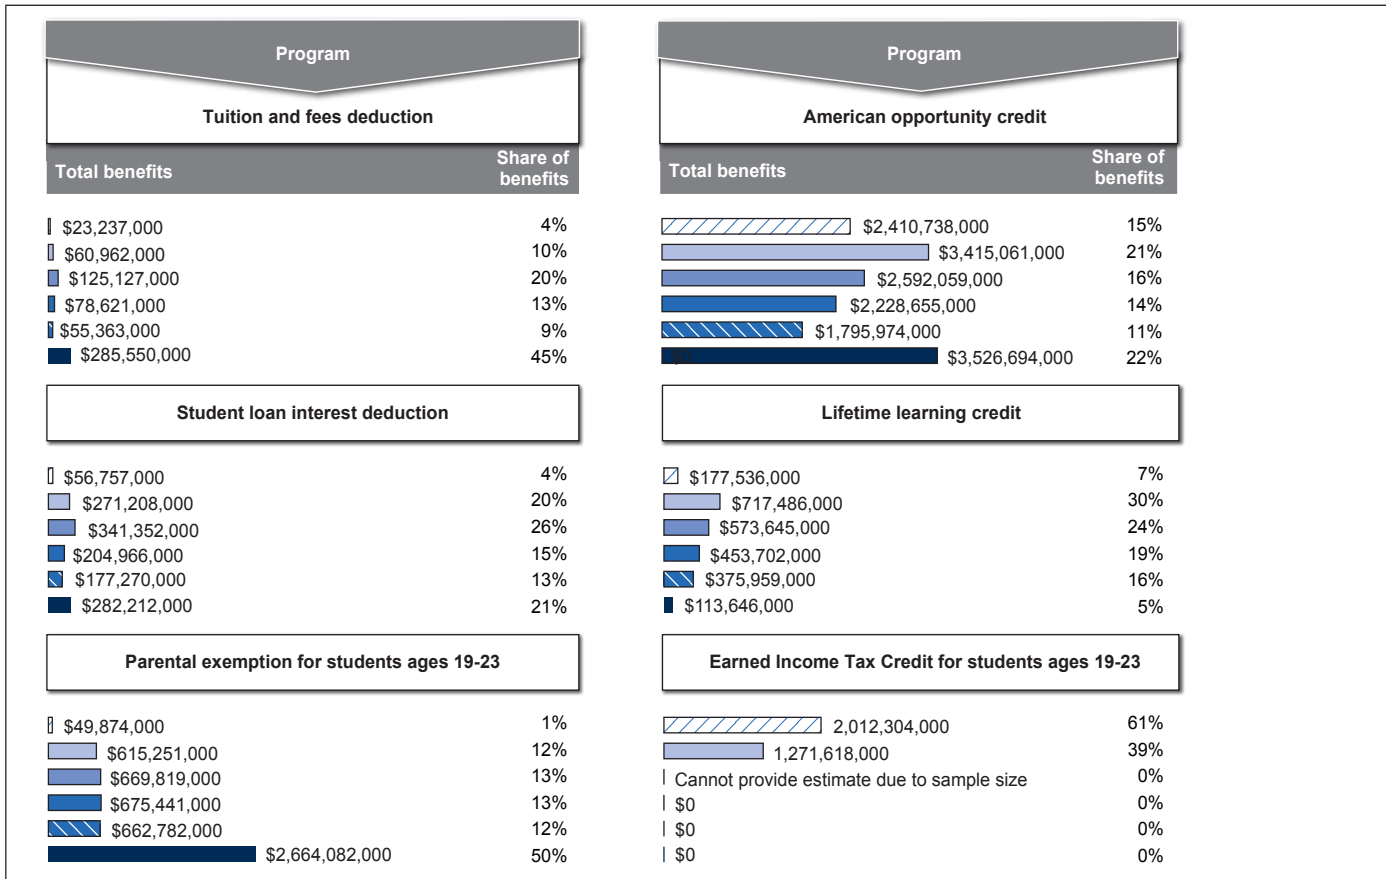 Program
Tuition and fees deduction
Total benefits
Share of
benefits
$23,237,000 4%
$60,962,000 10%
$125,127,000 20%
$78,621,000 13%
$55,363,000 9%
$285,550,000 45%
Student loan interest deduction
$56,757,000 4%
$271,208,000 20%
$341,352,000 26%
$204,966,000 15%
$177,270,000 13%
$282,212,000 21%
Parental exemption for students ages 19-23
$49,874,000 1%
$615,251,000 12%
$669,819,000 13%
$675,441,000 13%
$662,782,000 12%
$2,664,082,000 50%
Program
American opportunity credit
Total benefits
Share of
benefits
$2,410,738,000 15%
$3,415,061,000 21%
$2,592,059,000 16%
$2,228,655,000 14%
$1,795,974,000 11%
$0 $3,526,694,000 22%
Lifetime learning credit
$177,536,000 7%
$717,486,000 30%
$573,645,000 24%
$453,702,000 19%
$375,959,000 16%
$113,646,000 5%
Earned Income Tax Credit for students ages 19-23
2,012,304,000 61%
1,271,618,000 39%
Cannot provide estimate due to sample size 0%
$0 0%
$0 0%
$0 0%